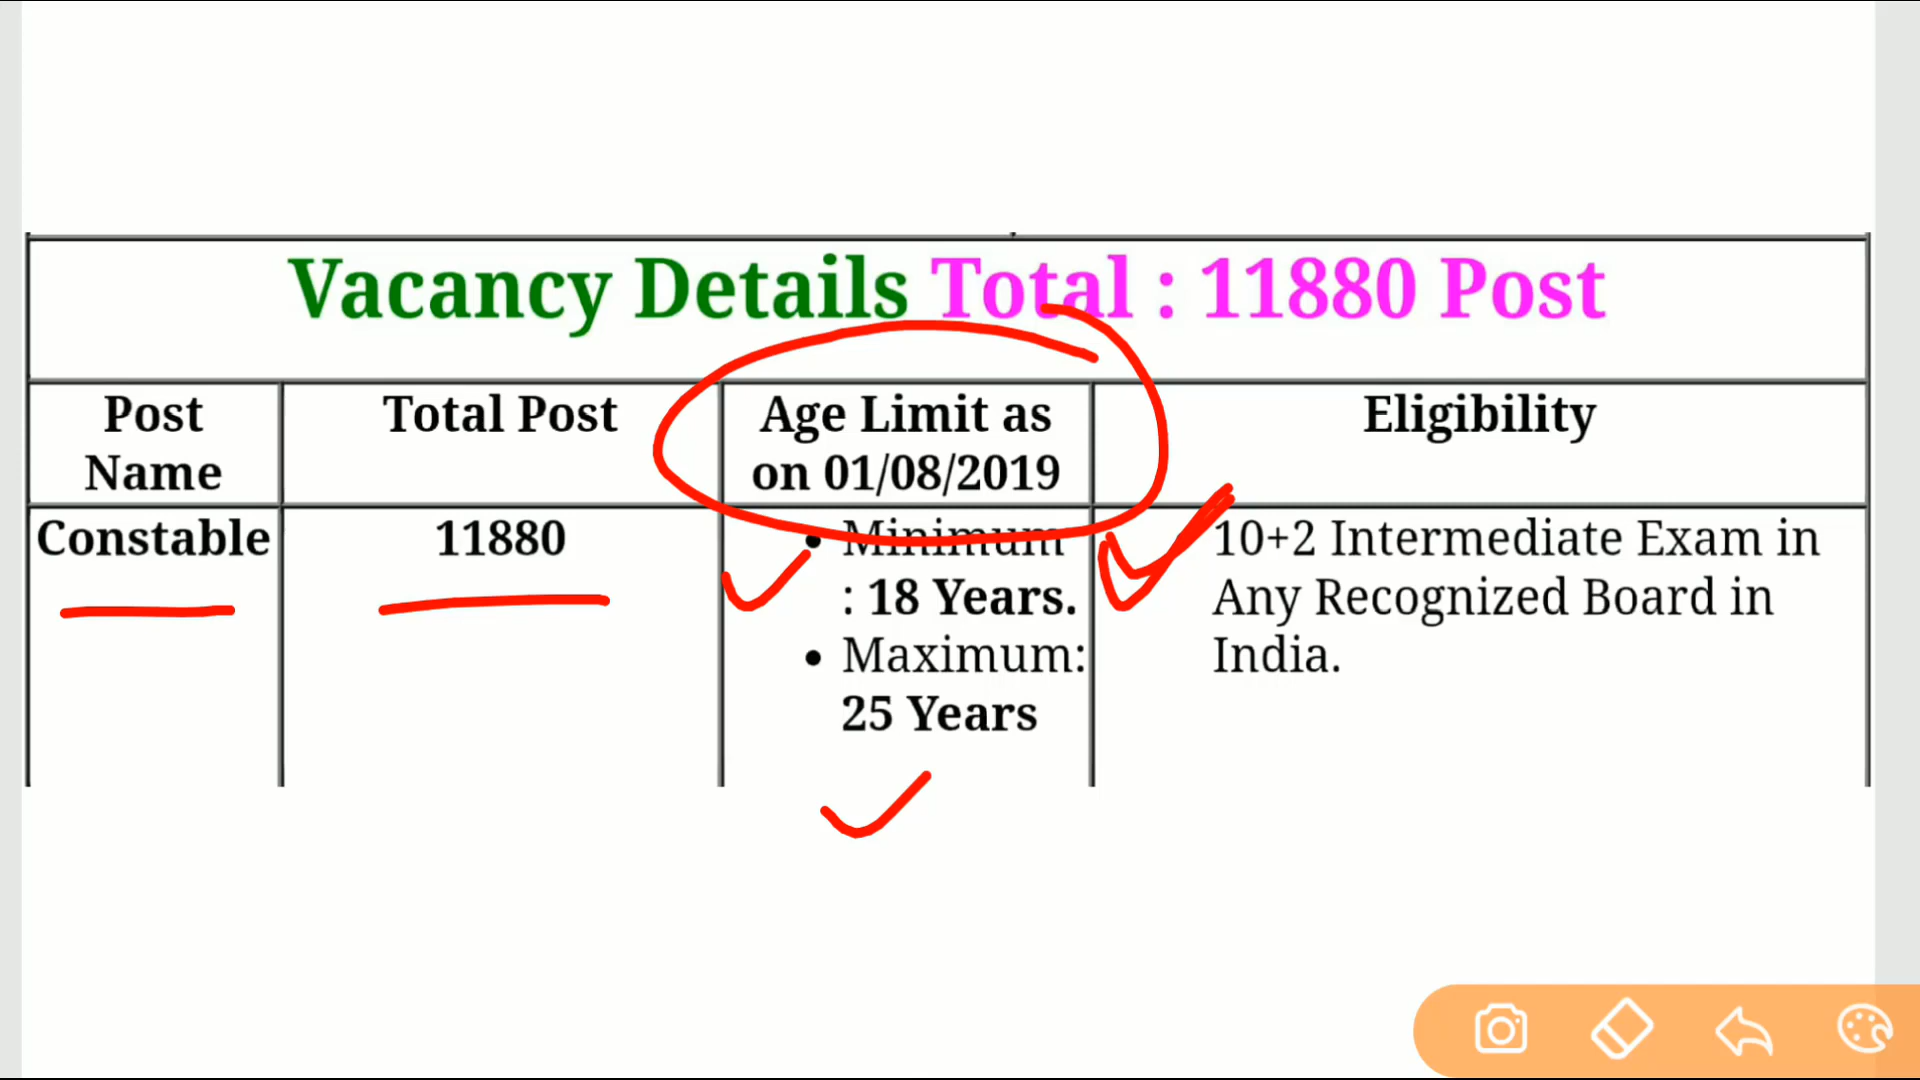 Vacancy Details Total : 11880 Post
Post
Name
Total Post
Age Limit as
on 01/08/2019
Eligibility
Constable
11880
• Minimum
: 18 Years.
• Maximum:
25 Years
10+2 Intermediate Exam in
Any Recognized Board in
India.